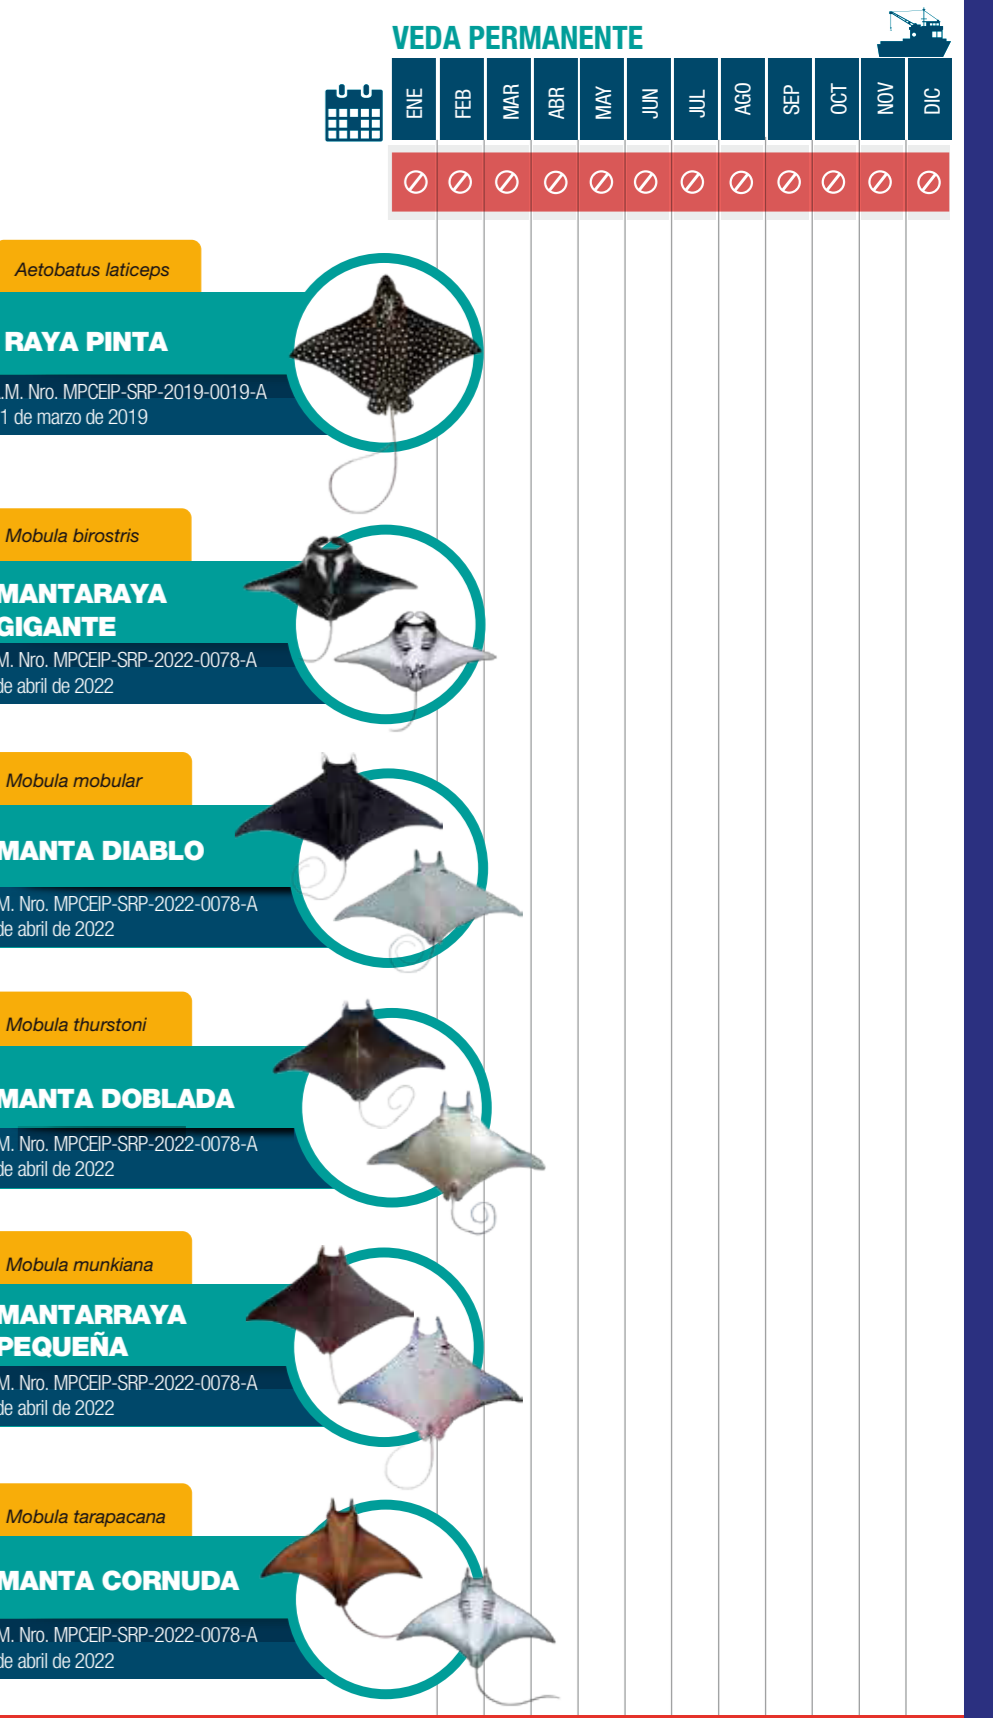 VEDA PERMANENTE
ENE FEB MAR ABR MAY JUN JUL AGO SEP OCT NOV DIC
Aetobatus laticeps
RAYA PINTA
.M. Nro. MPCEIP-SRP-2019-0019-A
1 de marzo de 2019
Mobula birostris
MANTARAYA
GIGANTE
M. Nro. MPCEIP-SRP-2022-0078-A
de abril de 2022
Mobula mobular
MANTA DIABLO
M. Nro. MPCEIP-SRP-2022-0078-A
de abril de 2022
Mobula thurstoni
MANTA DOBLADA
M. Nro. MPCEIP-SRP-2022-0078-A
de abril de 2022
Mobula munkiana
MANTARRAYA
PEQUEÑA
M. Nro. MPCEIP-SRP-2022-0078-A
de abril de 2022
Mobula tarapacana
MANTA CORNUDA
M. Nro. MPCEIP-SRP-2022-0078-A
de abril de 2022